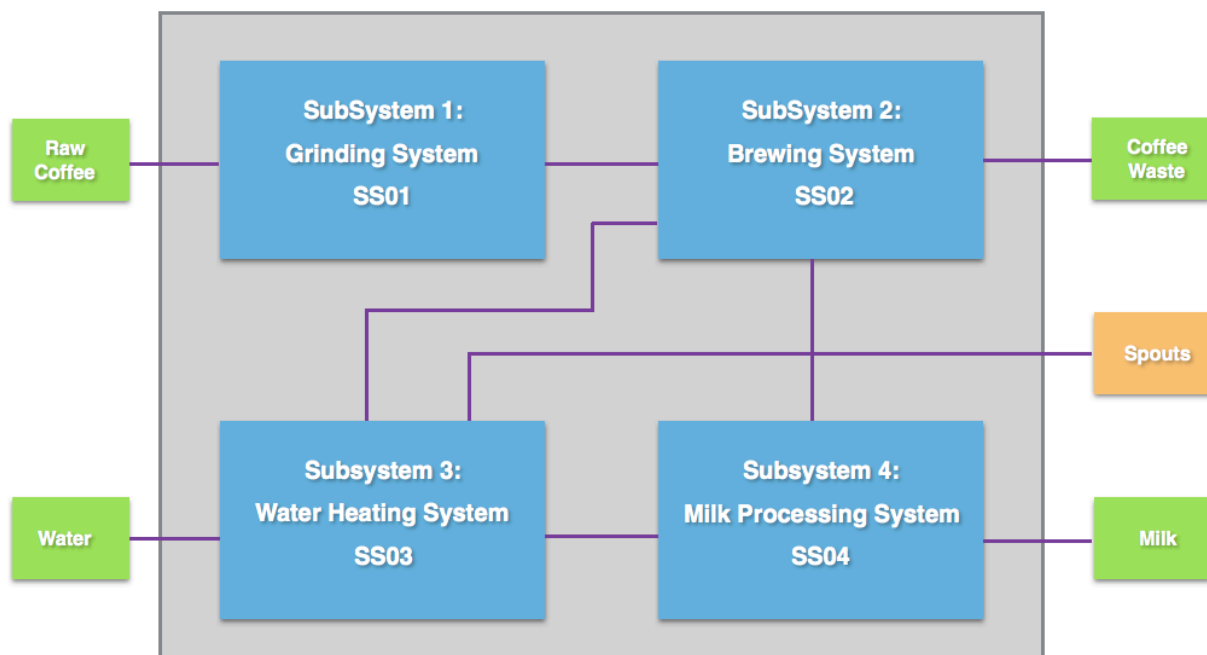 Raw
Coffee
SubSystem 1:
Grinding System
SS01
SubSystem 2:
Brewing System
SS02
Coffee
Waste
Spouts
Water
Subsystem 3:
Water Heating System
SS03
Subsystem 4:
Milk Processing System
SS04
Milk